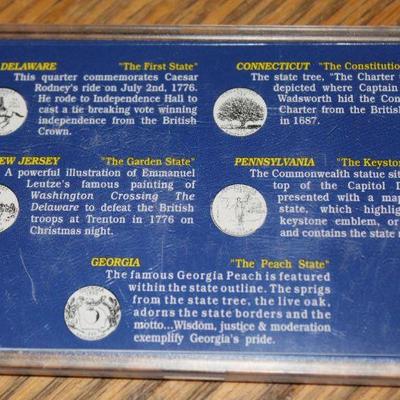 DELAWARE "The First State"
This quarter commemorates Caesar
Rodney's ride on July 2nd, 1776.
He rode to Independence Hall to
cast a tie breaking vote winning
independence from the British
Crown.
CONNECTICUT "The Constitution
The state tree, "The Charter
depicted where Captain
Wadsworth hid the Con
Charter from the British
in 1687.
EW JERSEY "The Garden State"
A powerful illustration of Emmanuel
Leutze's famous painting of
Washington Crossing The
Delaware to defeat the British
troops at Trenton in 1776 on
Christmas night.
PENNSYLVANIA "The Keystone
The Commonwealth statue sit
top of the Capitol D
presented with a map
state, which highlig
keystone emblem, or
and contains the state
GEORGIA "The Peach State"
The famous Georgia Peach is featured
within the state outline. The sprigs
from the state tree, the live oak,
adorns the state borders and the
motto...Wisdom, justice & moderation
exemplify Georgia's pride.